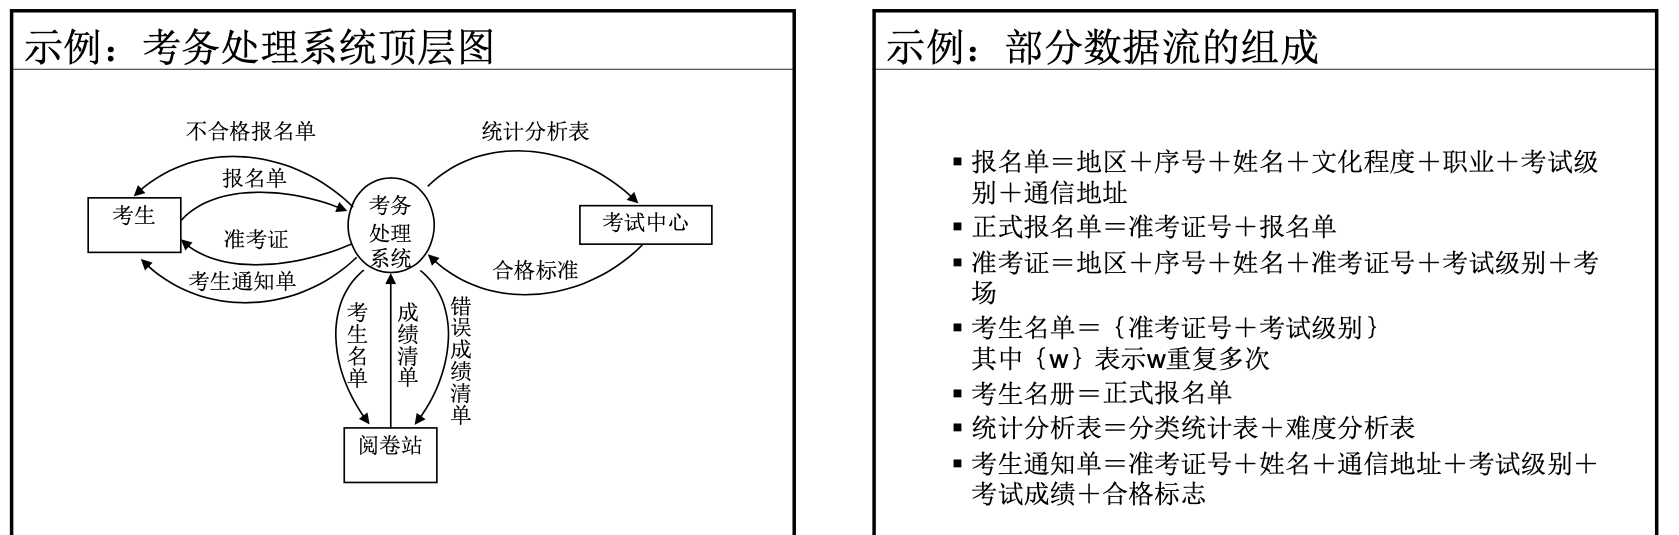 示例：考务处理系统顶层图
不合格报名单
统计分析表
报名单
考生
考务
处理
系统
考试中心
准考证
考生通知单
合格标准
考生名单
成绩清单
错误成绩清单
阅卷站
示例：部分数据流的组成
▪ 报名单＝地区＋序号＋姓名＋文化程度＋职业＋考试级
别＋通信地址
▪ 正式报名单＝准考证号＋报名单
▪ 准考证＝地区＋序号＋姓名＋准考证号＋考试级别＋考
场
▪ 考生名单＝｛准考证号＋考试级别｝
其中｛w｝表示w重复多次
▪ 考生名册＝正式报名单
▪ 统计分析表＝分类统计表＋难度分析表
▪ 考生通知单＝准考证号＋姓名＋通信地址＋考试级别＋
考试成绩＋合格标志